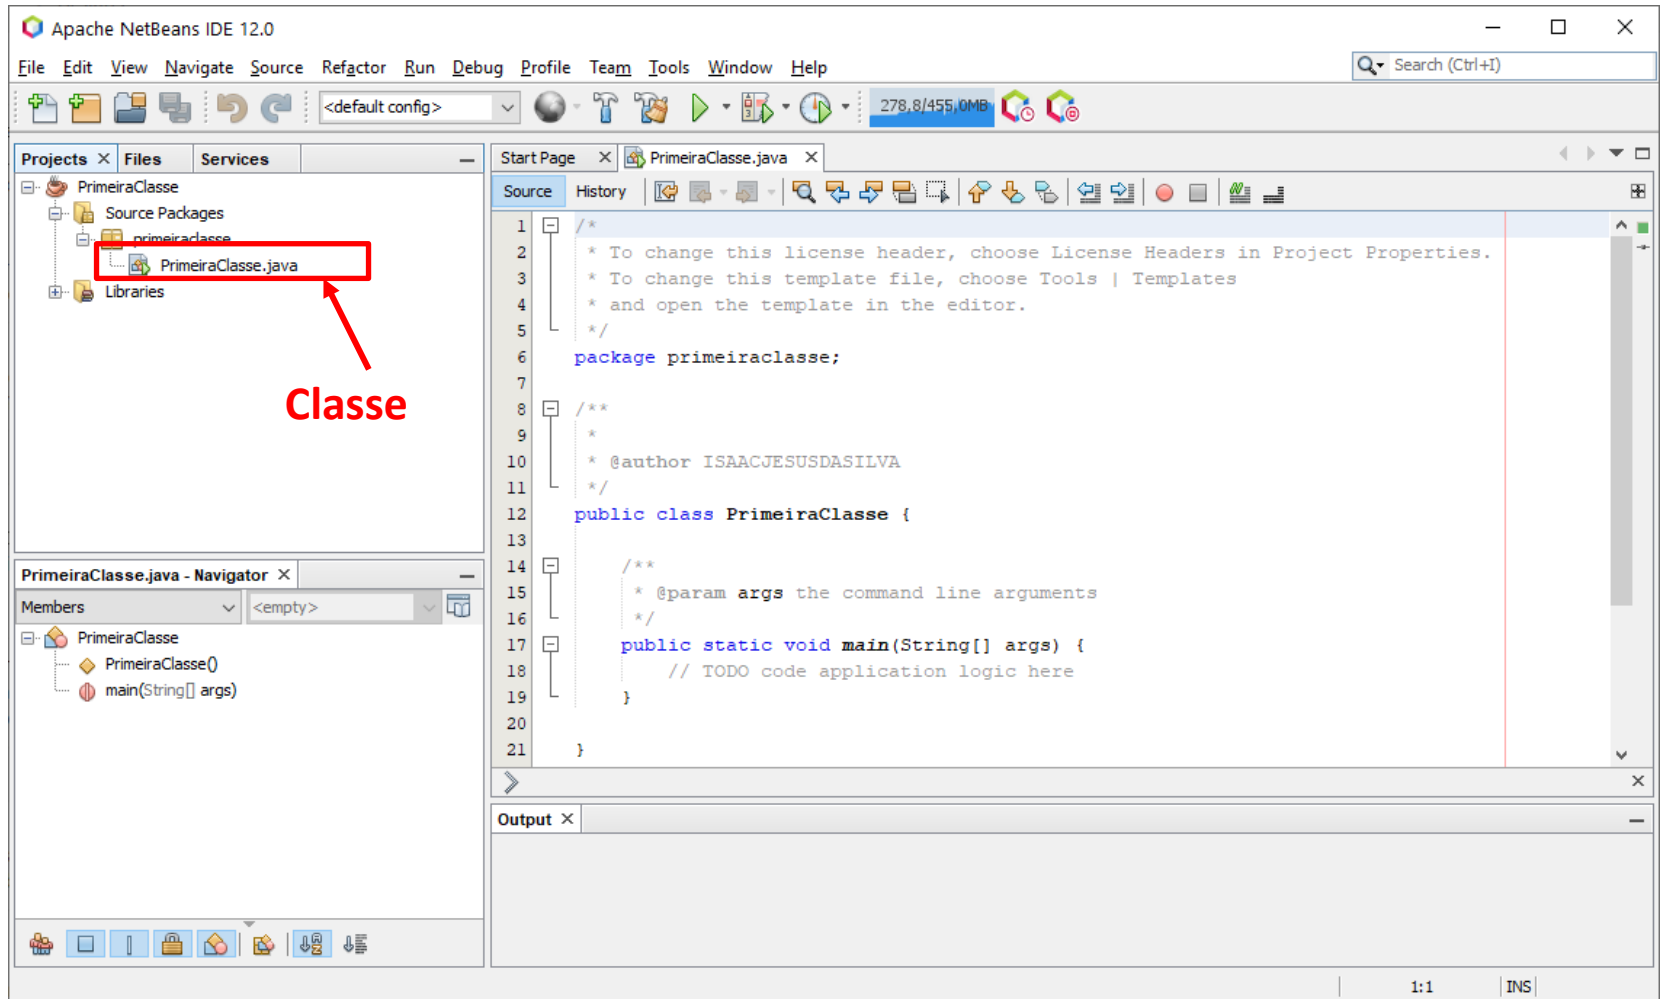 Apache NetBeans IDE 12.0
File Edit View Navigate Source Refactor Run Debug Profile Team Tools Window Help
Search (Ctrl+I)
<default config>
278,8/455,0MB
Projects Files Services
PrimeiraClasse
Source Packages
primeiraclasse
PrimeiraClasse.java
Libraries
Classe
PrimeiraClasse.java - Navigator
Members <empty>
PrimeiraClasse
PrimeiraClasse()
main(String[] args)
Start Page PrimeiraClasse.java
Source History
1 /*
2 * To change this license header, choose License Headers in Project Properties.
3 * To change this template file, choose Tools | Templates
4 * and open the template in the editor.
5 */
6 package primeiraclasse;
7
8 /**
9 *
10 * @author ISAACJESUSDASILVA
11 */
12 public class PrimeiraClasse {
13
14 /**
15 * @param args the command line arguments
16 */
17 public static void main(String[] args) {
18 // TODO code application logic here
19 }
20
21 }
Output
1:1 INS